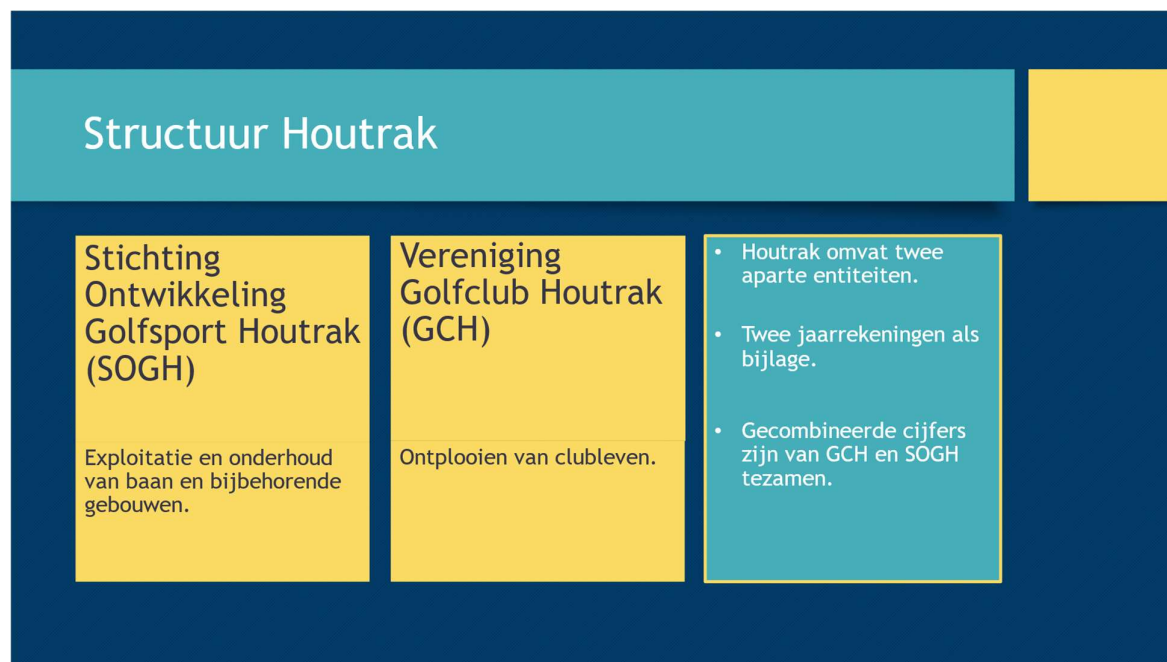 Structuur Houtrak
Stichting
Ontwikkeling
Golfsport Houtrak
(SOGH)
Exploitatie en onderhoud
van baan en bijbehorende
gebouwen.
Vereniging
Golfclub Houtrak
(GCH)
Ontplooien van clubleven.
• Houtrak omvat twee
aparte entiteiten.
• Twee jaarrekeningen als
bijlage.
• Gecombineerde cijfers
zijn van GCH en SOGH
tezamen.